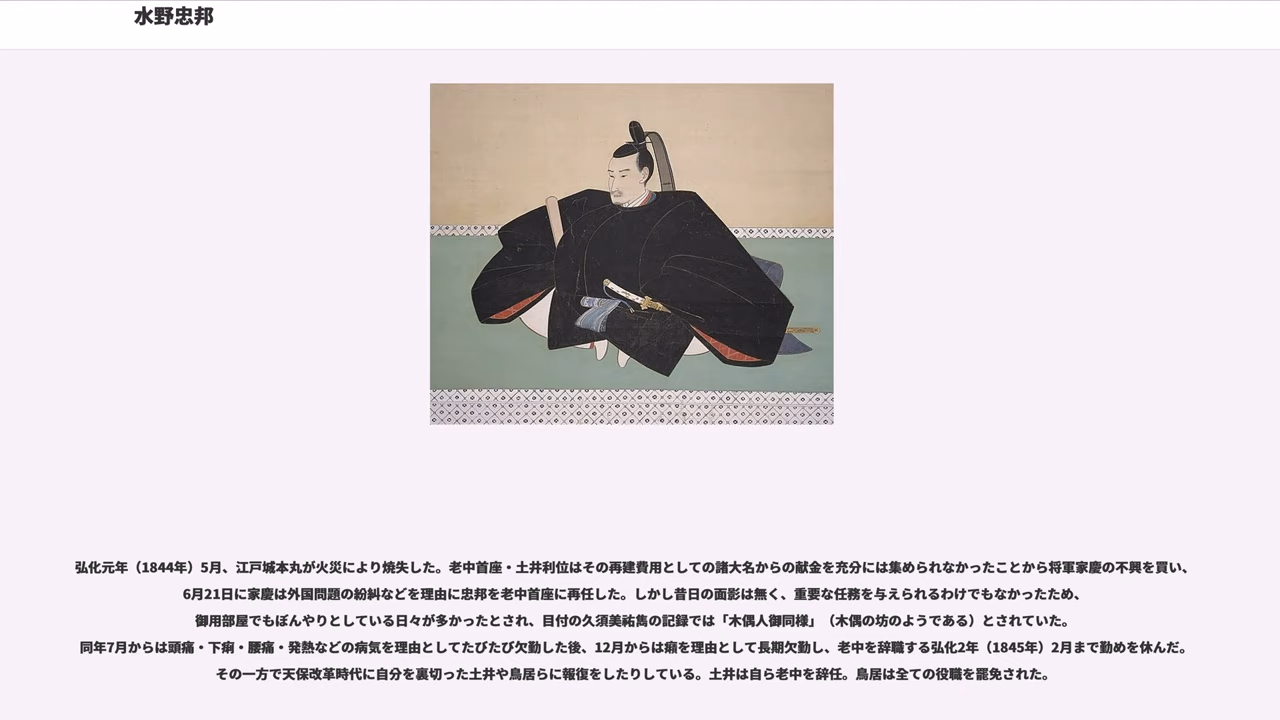 水野忠邦
弘化元年（1844年）5月、江戸城本丸が火災により焼失した。老中首座・土井利位はその再建費用としての諸大名からの献金を充分には集められなかったことから将軍家慶の不興を買い、
6月21日に家慶は外国問題の紛糾などを理由に忠邦を老中首座に再任した。しかし昔日の面影は無く、重要な任務を与えられるわけでもなかったため、
御用部屋でもぼんやりとしている日々が多かったとされ、目付の久須美祐雋の記録では「木偶人御同様」（木偶の坊のようである）とされていた。
同年7月からは頭痛・下痢・腰痛・発熱などの病気を理由としてたびたび欠勤した後、12月からは癪を理由として長期欠勤し、老中を辞職する弘化2年（1845年）2月まで勤めを休んだ。
その一方で天保改革時代に自分を裏切った土井や鳥居らに報復をしたりしている。土井は自ら老中を辞任。鳥居は全ての役職を罷免された。